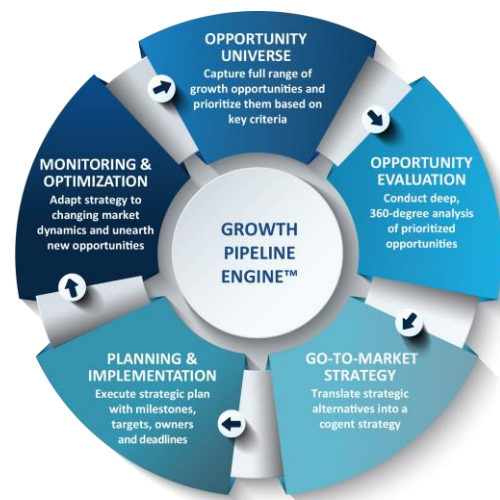 OPPORTUNITY
UNIVERSE
Capture full range of
growth opportunities and
prioritize them based on
key criteria
OPPORTUNITY
EVALUATION
Conduct deep,
360-degree analysis
of prioritized
opportunities
GO-TO-MARKET
STRATEGY
Translate strategic
alternatives into a
cogent strategy
PLANNING &
IMPLEMENTATION
Execute strategic plan
with milestones,
targets, owners
and deadlines
MONITORING &
OPTIMIZATION
Adapt strategy to
changing market
dynamics and unearth
new opportunities
GROWTH
PIPELINE
ENGINE™